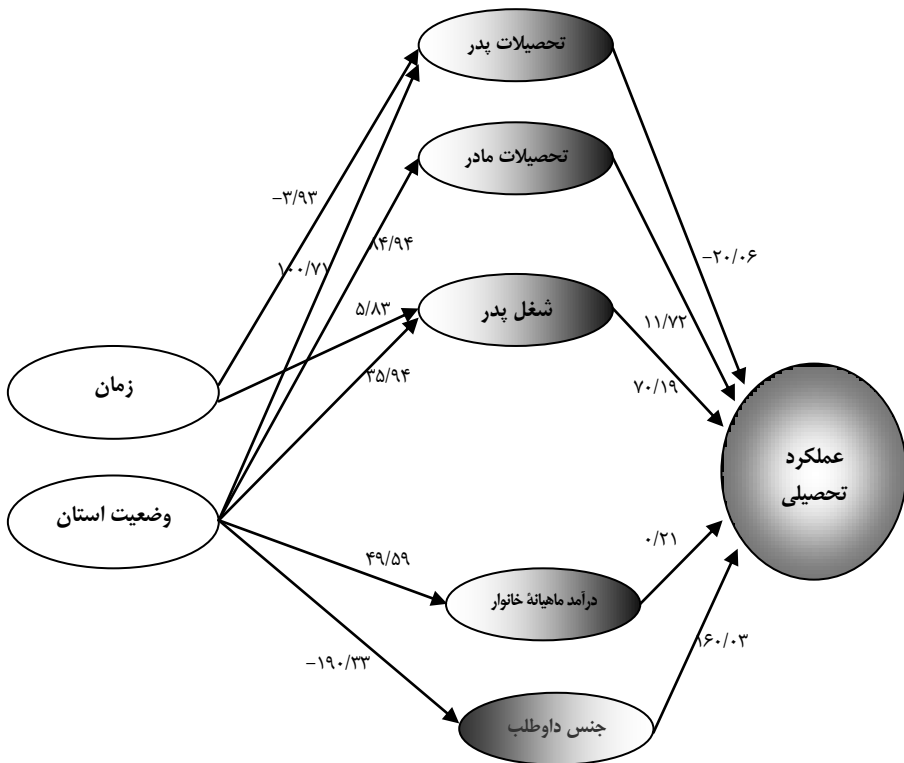 تحصیلات پدر
تحصیلات مادر
−۳/۹۳
۸۴/۹۴
−۲۰/۰۶
۱۰۰/۷۱
شغل پدر
۵/۸۳
۱۱/۷۲
زمان
۳۵/۹۴
۷۰/۱۹
عملکرد
تحصیلی
وضعیت استان
۰/۲۱
۴۹/۵۹
درآمد ماهیانهٔ خانوار
۱۶۰/۰۳
−۱۹۰/۳۳
جنس داوطلب